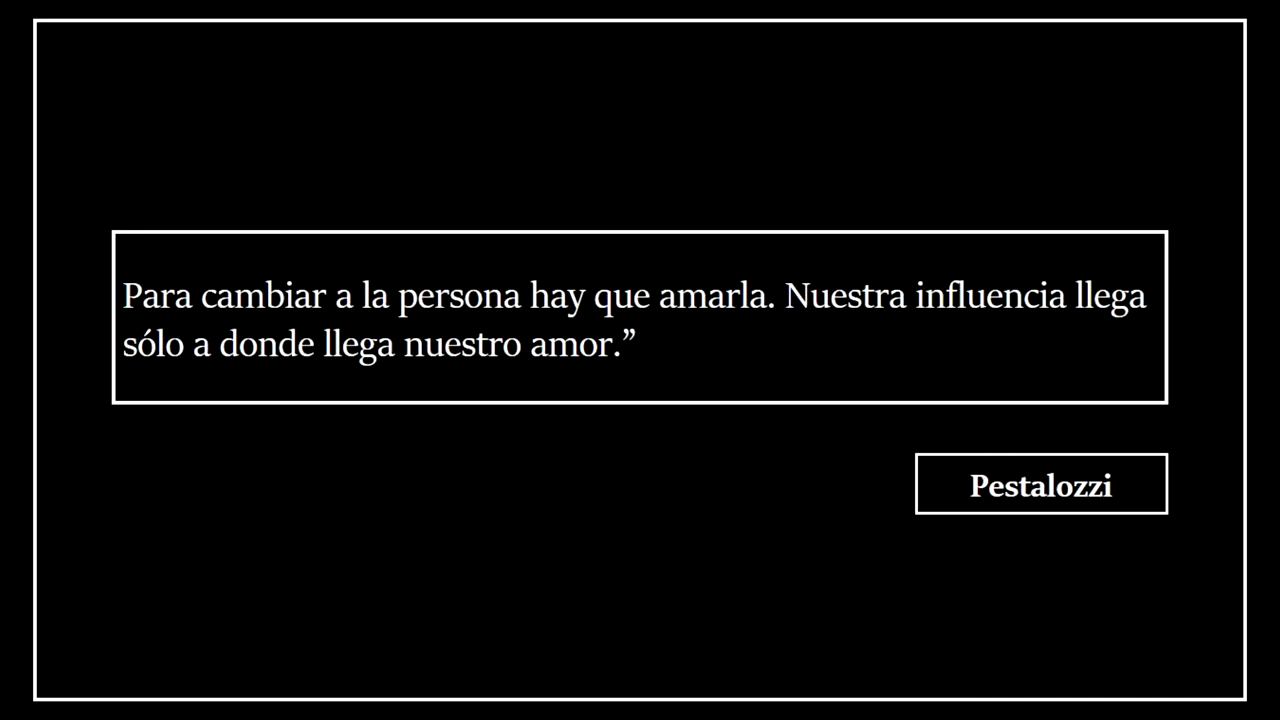 Para cambiar a la persona hay que amarla. Nuestra influencia llega
sólo a donde llega nuestro amor.”
Pestalozzi